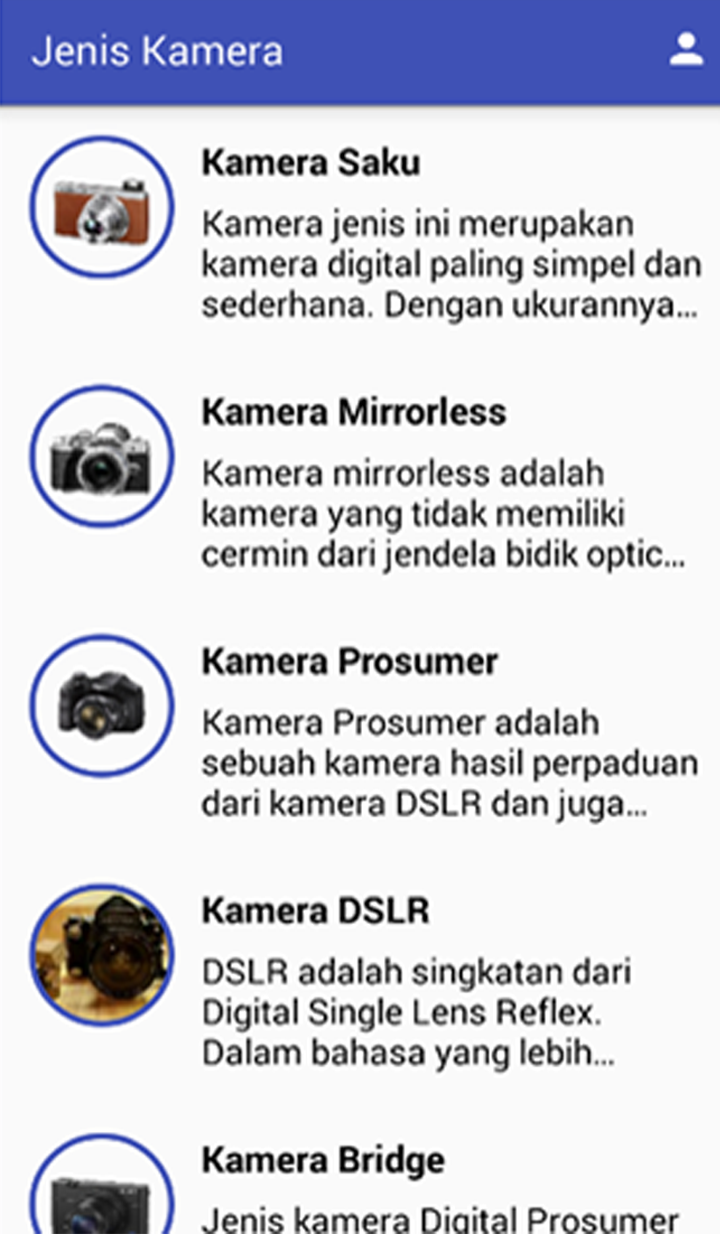 Jenis Kamera
Kamera Saku
Kamera jenis ini merupakan
kamera digital paling simpel dan
sederhana. Dengan ukurannya...
Kamera Mirrorless
Kamera mirrorless adalah
kamera yang tidak memiliki
cermin dari jendela bidik optic...
Kamera Prosumer
Kamera Prosumer adalah
sebuah kamera hasil perpaduan
dari kamera DSLR dan juga...
Kamera DSLR
DSLR adalah singkatan dari
Digital Single Lens Reflex.
Dalam bahasa yang lebih...
Kamera Bridge
Jenis kamera Digital Prosumer